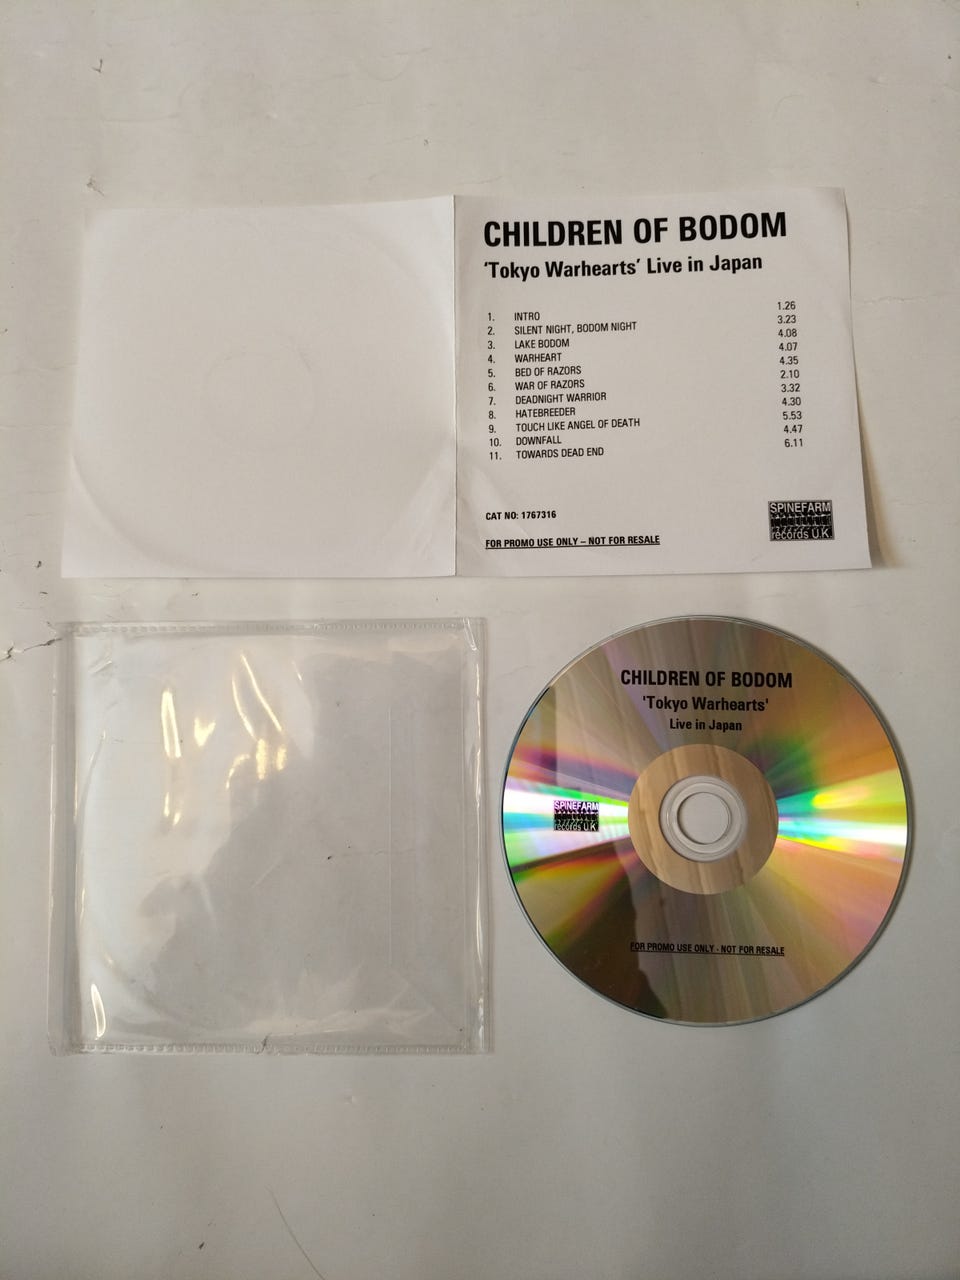 CHILDREN OF BODOM
‘Tokyo Warhearts’ Live in Japan
1. INTRO 1.26
2. SILENT NIGHT, BODOM NIGHT 3.23
3. LAKE BODOM 4.08
4. WARHEART 4.07
5. BED OF RAZORS 4.35
6. WAR OF RAZORS 2.10
7. DEADNIGHT WARRIOR 3.32
8. HATEBREEDER 4.30
9. TOUCH LIKE ANGEL OF DEATH 5.53
10. DOWNFALL 4.47
11. TOWARDS DEAD END 6.11
CAT NO: 1767316
SPINEFARM
records U.K.
FOR PROMO USE ONLY – NOT FOR RESALE
CHILDREN OF BODOM
'Tokyo Warhearts'
Live in Japan
SPINEFARM
records U.K.
FOR PROMO USE ONLY - NOT FOR RESALE